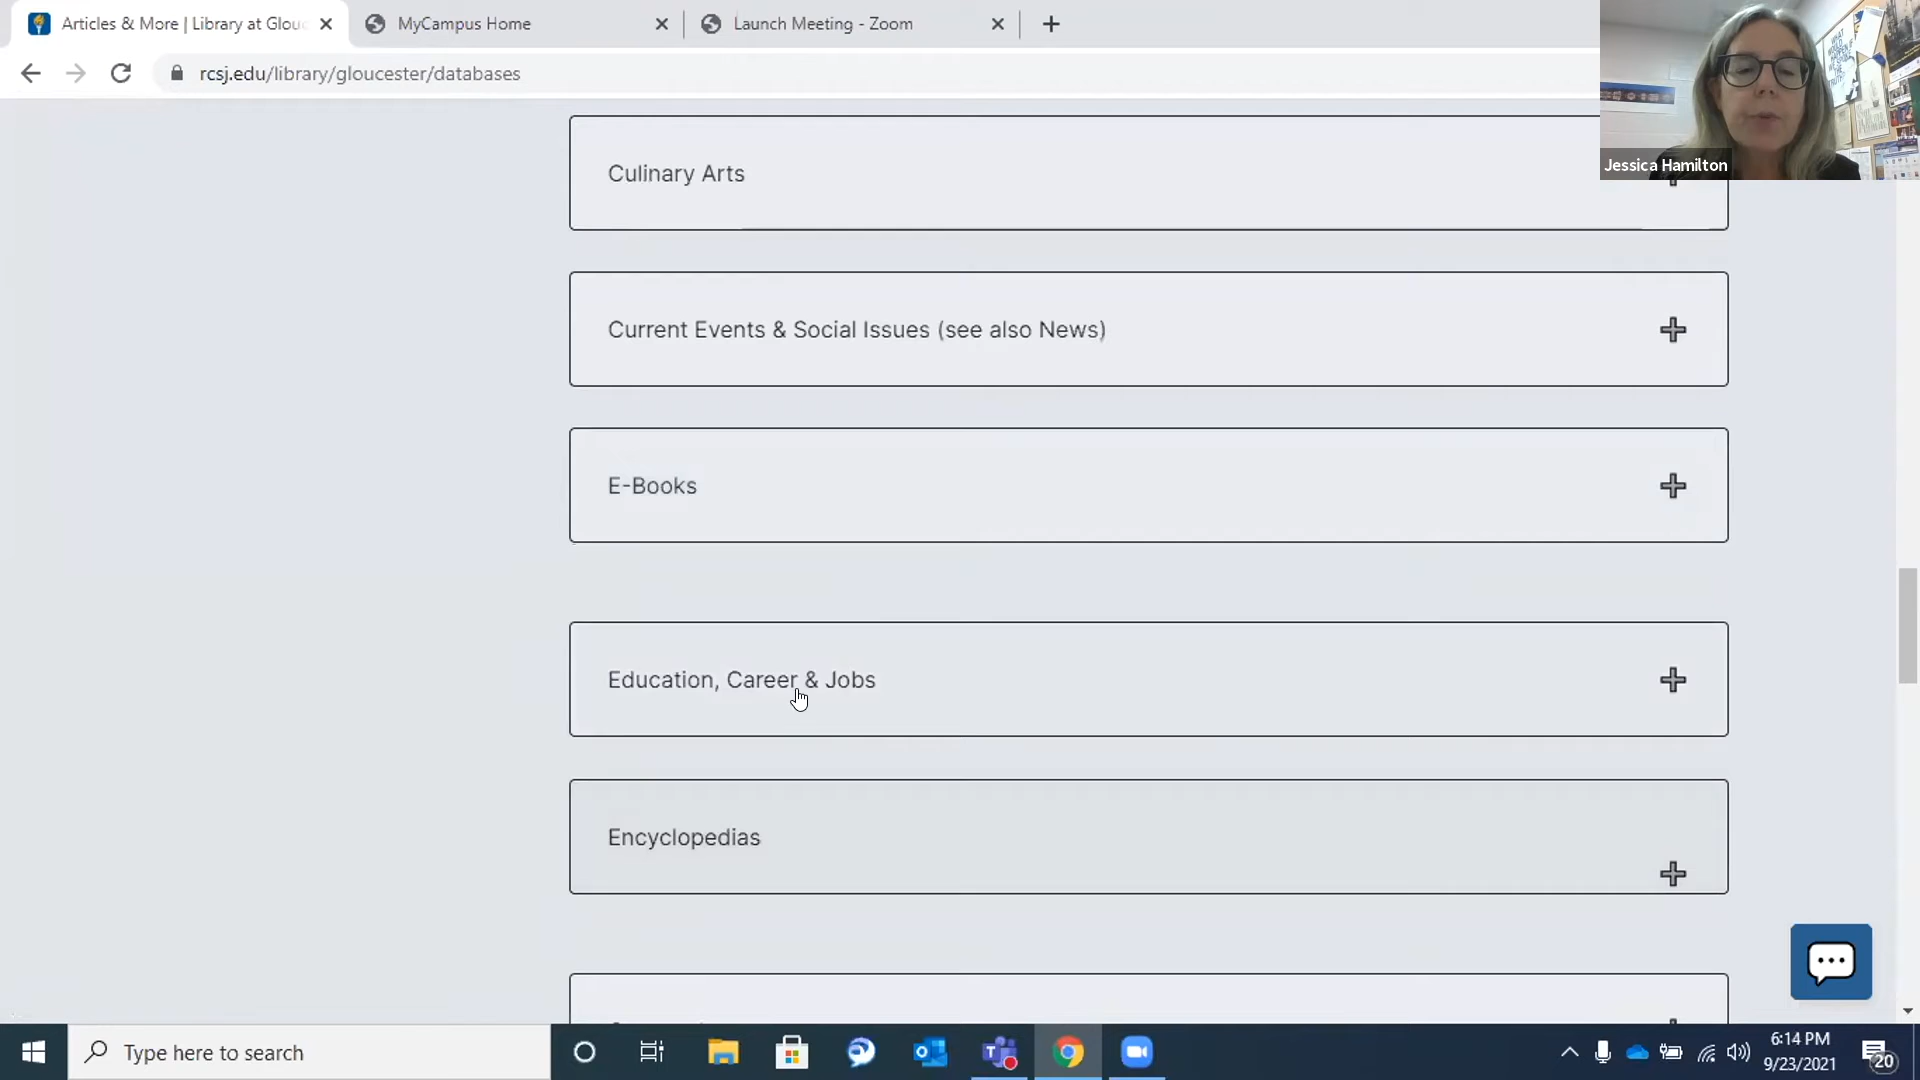 Articles & More | Library at Glouc
MyCampus Home
Launch Meeting - Zoom
rcsj.edu/library/gloucester/databases
Jessica Hamilton
Culinary Arts
Current Events & Social Issues (see also News)
E-Books
Education, Career & Jobs
Encyclopedias
Type here to search
6:14 PM
9/23/2021
20